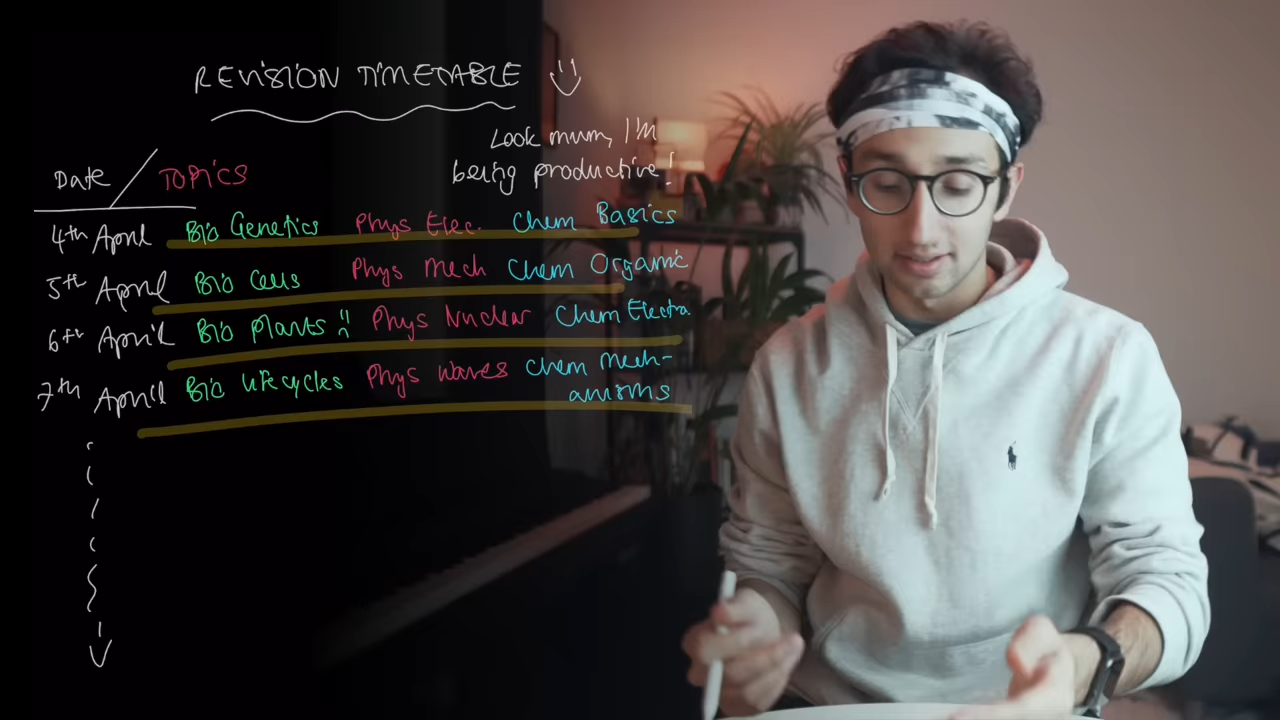 REVISION TIMETABLE
Look mum, I'm
being productive!
Date / TOPICS
4th April Bio Genetics Phys Elec. Chem Basics
5th April Bio Cells Phys Mech Chem Organic
6th April Bio Plants !! Phys Nuclear Chem Electro.
7th April Bio lifecycles Phys waves Chem Mech-
anisms